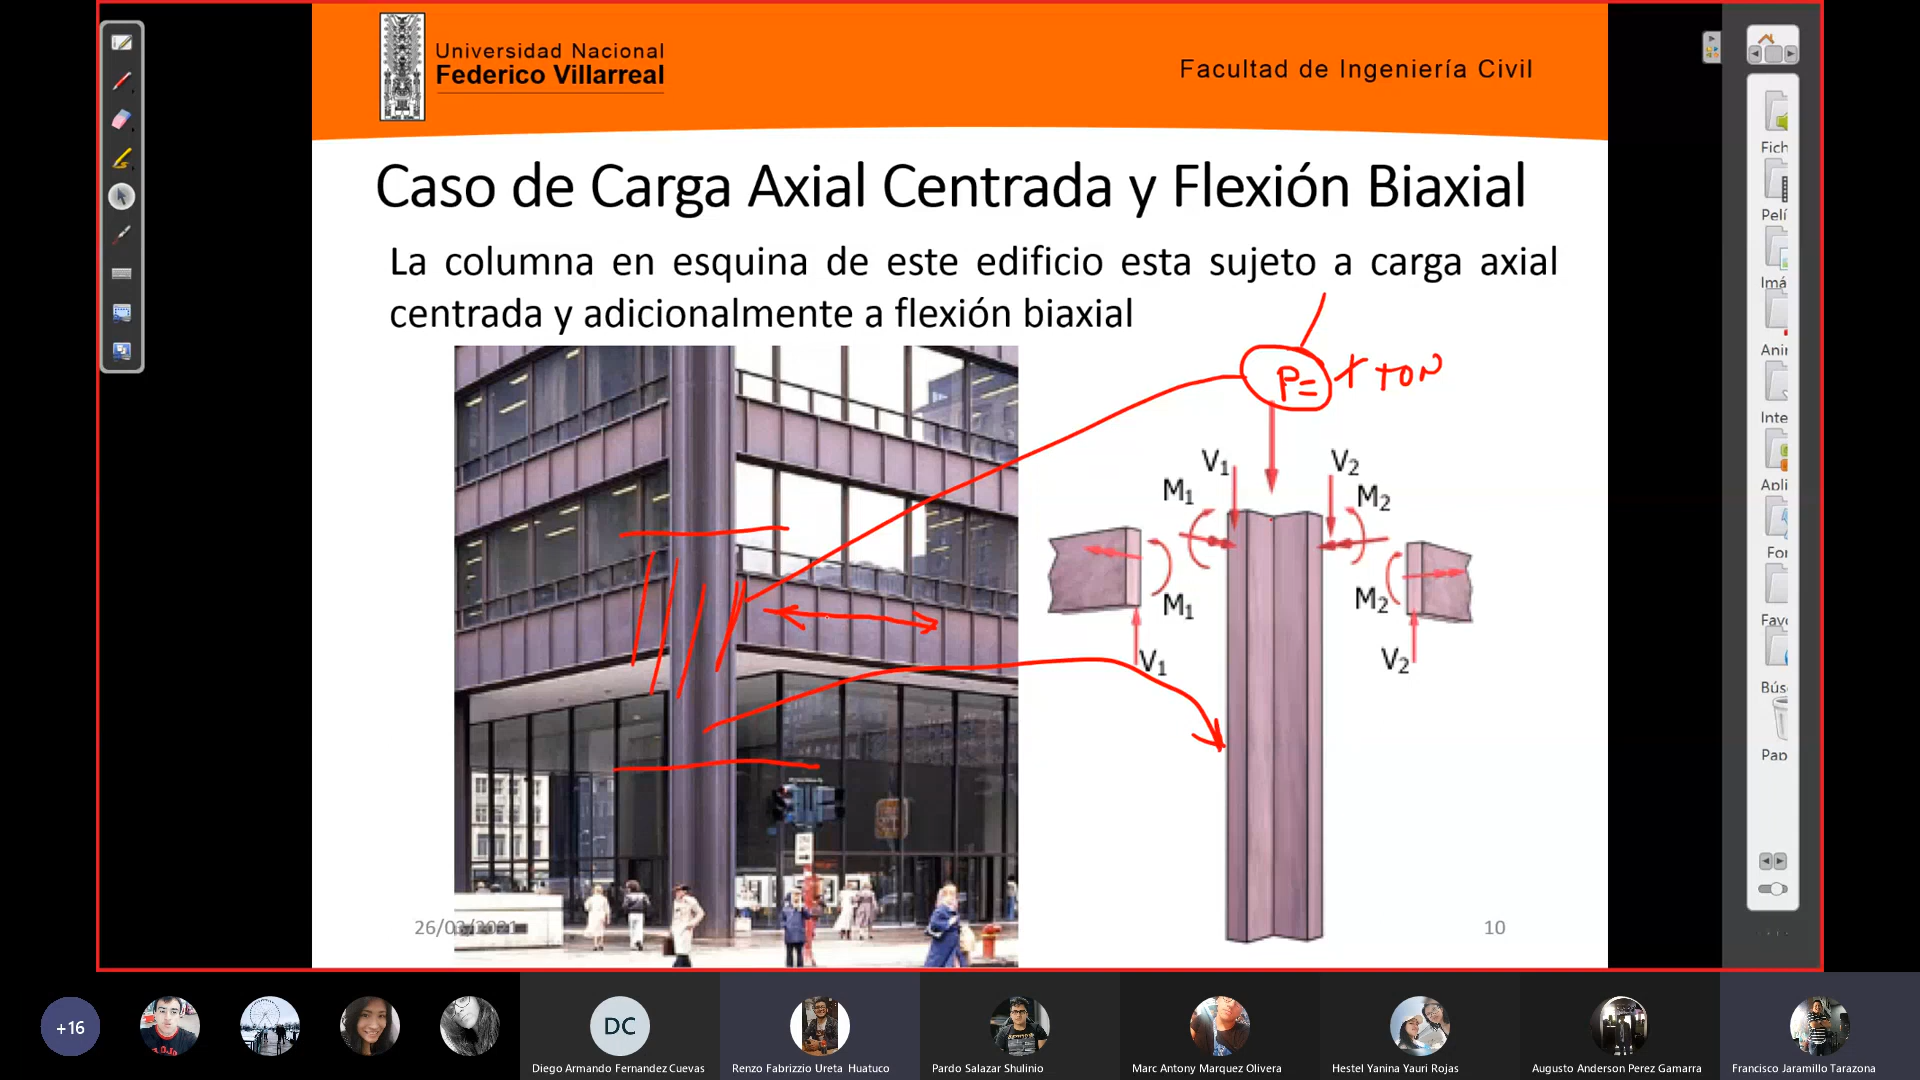 Universidad Nacional
Federico Villarreal
Facultad de Ingeniería Civil
Caso de Carga Axial Centrada y Flexión Biaxial
La columna en esquina de este edificio esta sujeto a carga axial
centrada y adicionalmente a flexión biaxial
P= x TON
V1
V2
M1
M2
M1
M2
V1
V2
10
Fich
Pelí
Imá
Anir
Inte
Apli
For
Favo
Búsc
Pap
+16
DC
Diego Armando Fernandez Cuevas
Renzo Fabrizzio Ureta Huatuco
Pardo Salazar Shulinio
Marc Antony Marquez Olivera
Hestel Yanina Yauri Rojas
Augusto Anderson Perez Gamarra
Francisco Jaramillo Tarazona